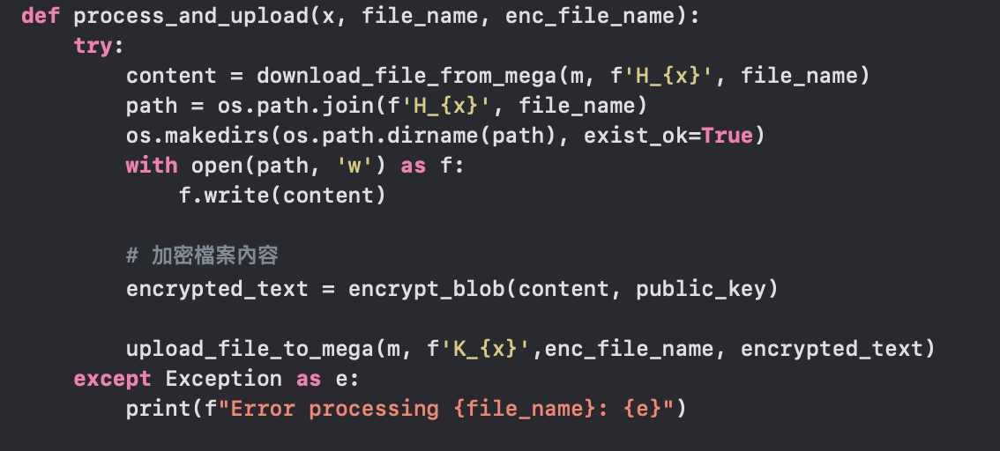 def process_and_upload(x, file_name, enc_file_name):
    try:
        content = download_file_from_mega(m, f'H_{x}', file_name)
        path = os.path.join(f'H_{x}', file_name)
        os.makedirs(os.path.dirname(path), exist_ok=True)
        with open(path, 'w') as f:
            f.write(content)
        # 加密檔案內容
        encrypted_text = encrypt_blob(content, public_key)
        upload_file_to_mega(m, f'K_{x}',enc_file_name, encrypted_text)
    except Exception as e:
        print(f"Error processing {file_name}: {e}")